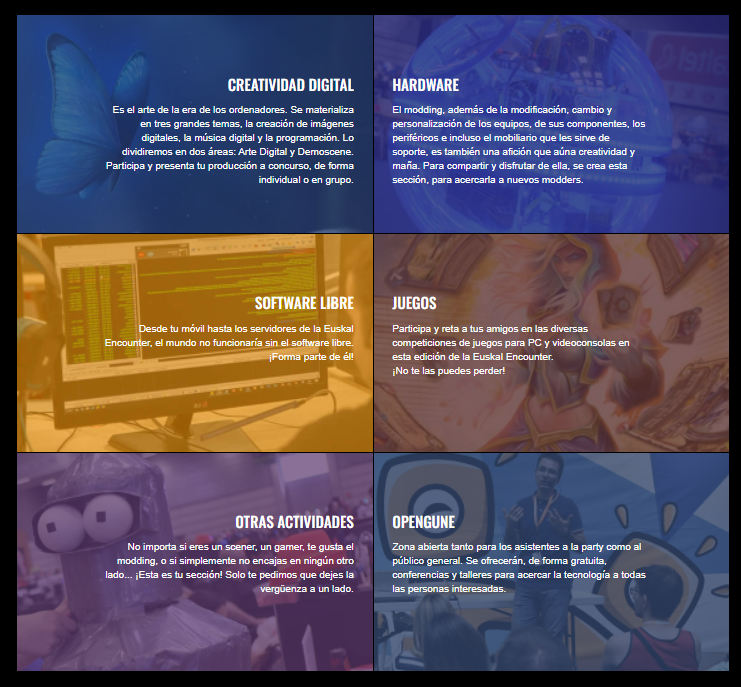 CREATIVIDAD DIGITAL
Es el arte de la era de los ordenadores. Se materializa
en tres grandes temas, la creación de imágenes
digitales, la música digital y la programación. Lo
dividiremos en dos áreas: Arte Digital y Demoscene.
Participa y presenta tu producción a concurso, de forma
individual o en grupo.
HARDWARE
El modding, además de la modificación, cambio y
personalización de los equipos, de sus componentes, los
periféricos e incluso el mobiliario que les sirve de
soporte, es también una afición que aúna creatividad y
maña. Para compartir y disfrutar de ella, se crea esta
sección, para acercarla a nuevos modders.
SOFTWARE LIBRE
Desde tu móvil hasta los servidores de la Euskal
Encounter, el mundo no funcionaría sin el software libre.
¡Forma parte de él!
JUEGOS
Participa y reta a tus amigos en las diversas
competiciones de juegos para PC y videoconsolas en
esta edición de la Euskal Encounter.
¡No te las puedes perder!
OTRAS ACTIVIDADES
No importa si eres un scener, un gamer, te gusta el
modding, o si simplemente no encajas en ningún otro
lado... ¡Esta es tu sección! Solo te pedimos que dejes la
vergüenza a un lado.
OPENGUNE
Zona abierta tanto para los asistentes a la party como al
público general. Se ofrecerán, de forma gratuita,
conferencias y talleres para acercar la tecnología a todas
las personas interesadas.